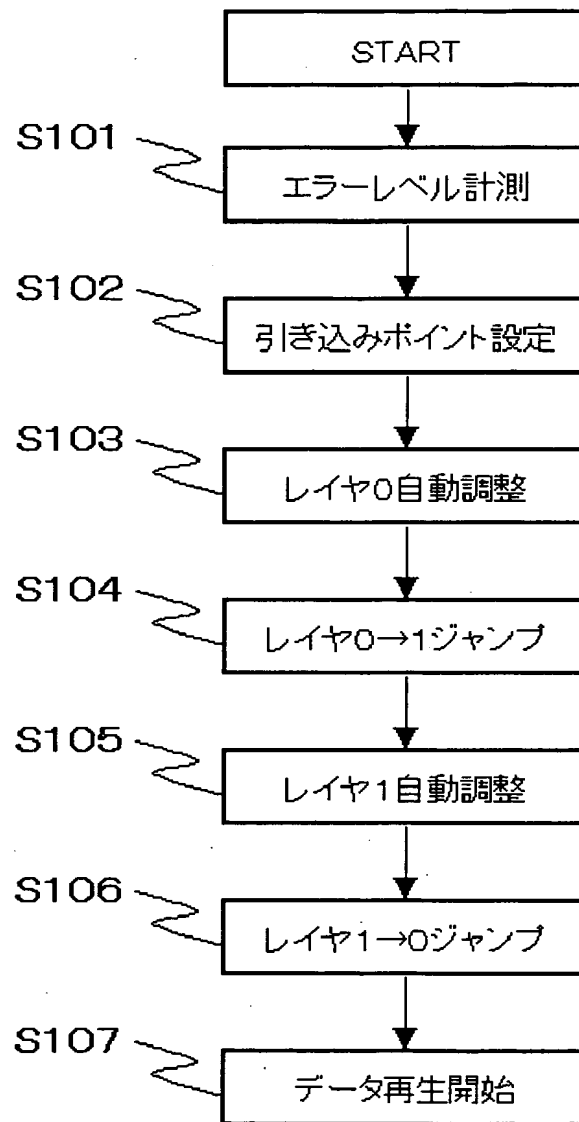 START
S101
エラーレベル計測
S102
引き込みポイント設定
S103
レイヤ0自動調整
S104
レイヤ0→1ジャンプ
S105
レイヤ1自動調整
S106
レイヤ1→0ジャンプ
S107
データ再生開始